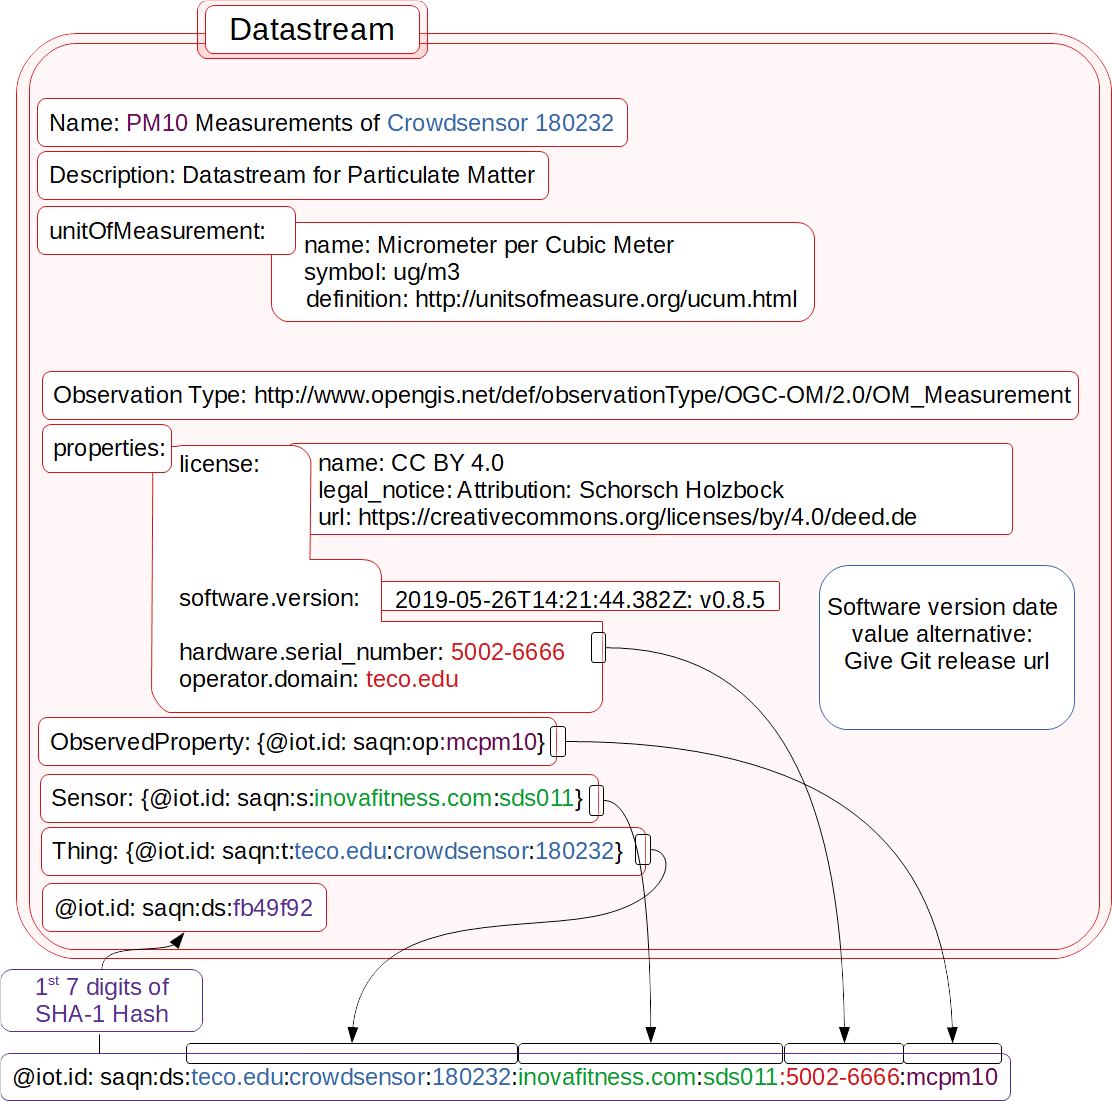 Datastream
Name: PM10 Measurements of Crowdsensor 180232
Description: Datastream for Particulate Matter
unitOfMeasurement:
name: Micrometer per Cubic Meter
symbol: ug/m3
definition: http://unitsofmeasure.org/ucum.html
Observation Type: http://www.opengis.net/def/observationType/OGC-OM/2.0/OM_Measurement
properties:
license:
name: CC BY 4.0
legal_notice: Attribution: Schorsch Holzbock
url: https://creativecommons.org/licenses/by/4.0/deed.de
software.version:
2019-05-26T14:21:44.382Z: v0.8.5
hardware.serial_number: 5002-6666
operator.domain: teco.edu
Software version date
value alternative:
Give Git release url
ObservedProperty: {@iot.id: saqn:op:mcpm10}
Sensor: {@iot.id: saqn:s:inovafitness.com:sds011}
Thing: {@iot.id: saqn:t:teco.edu:crowdsensor:180232}
@iot.id: saqn:ds:fb49f92
1st 7 digits of
SHA-1 Hash
@iot.id: saqn:ds:teco.edu:crowdsensor:180232:inovafitness.com:sds011:5002-6666:mcpm10